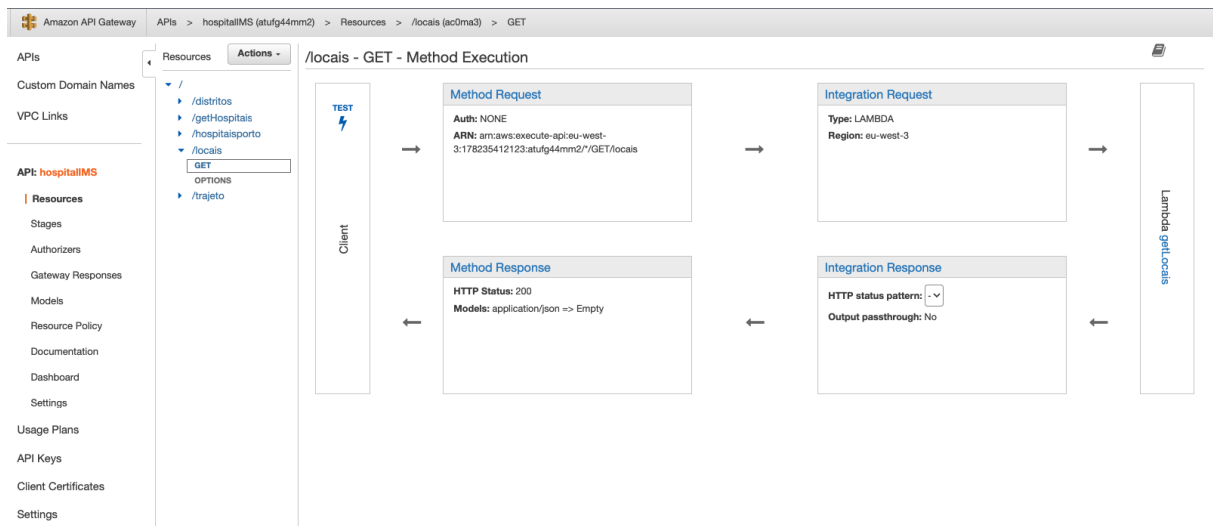 Amazon API Gateway
APIs > hospitalIMS (atufg44mm2) > Resources > /locais (ac0ma3) > GET
APIs
Custom Domain Names
VPC Links
API: hospitalIMS
Resources
Stages
Authorizers
Gateway Responses
Models
Resource Policy
Documentation
Dashboard
Settings
Usage Plans
API Keys
Client Certificates
Settings
Resources
Actions
/
/distritos
/getHospitais
/hospitaisporto
/locais
GET
OPTIONS
/trajeto
/locais - GET - Method Execution
TEST
Client
Method Request
Auth: NONE
ARN: arn:aws:execute-api:eu-west-
3:178235412123:atufg44mm2/*/GET/locais
Integration Request
Type: LAMBDA
Region: eu-west-3
Lambda getLocais
Method Response
HTTP Status: 200
Models: application/json => Empty
Integration Response
HTTP status pattern: -
Output passthrough: No